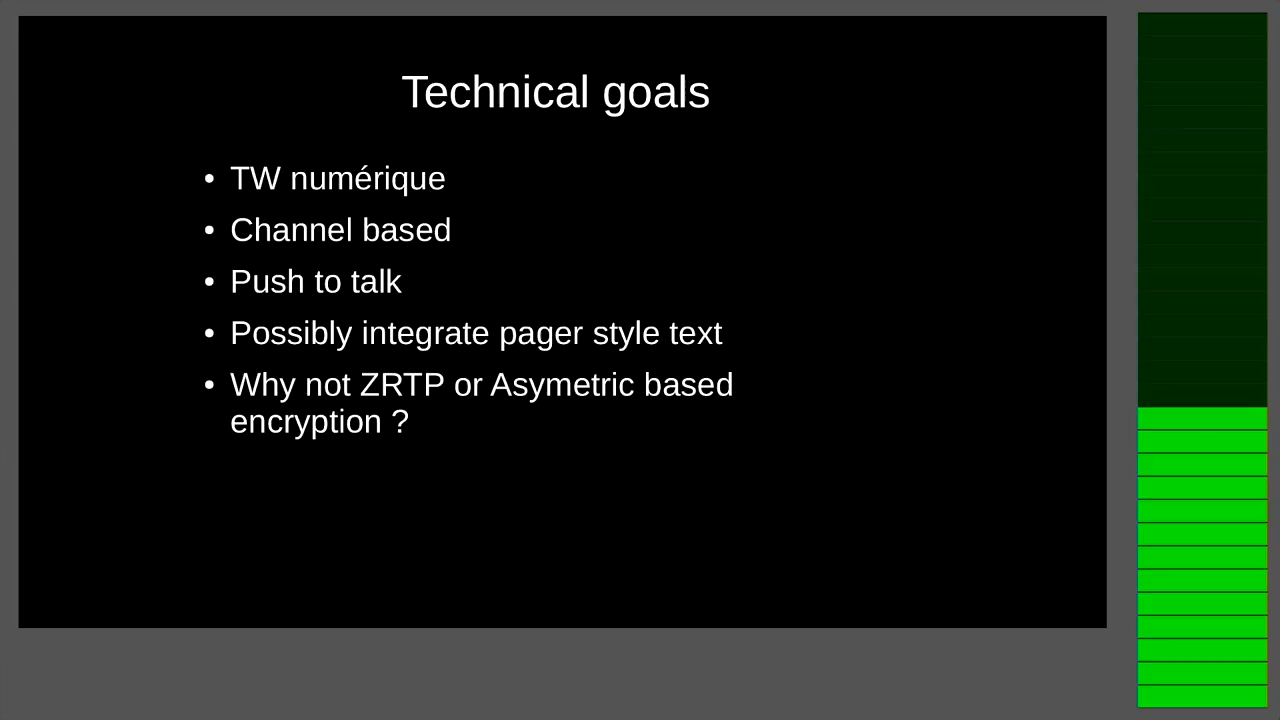 Technical goals
• TW numérique
• Channel based
• Push to talk
• Possibly integrate pager style text
• Why not ZRTP or Asymetric based
encryption ?